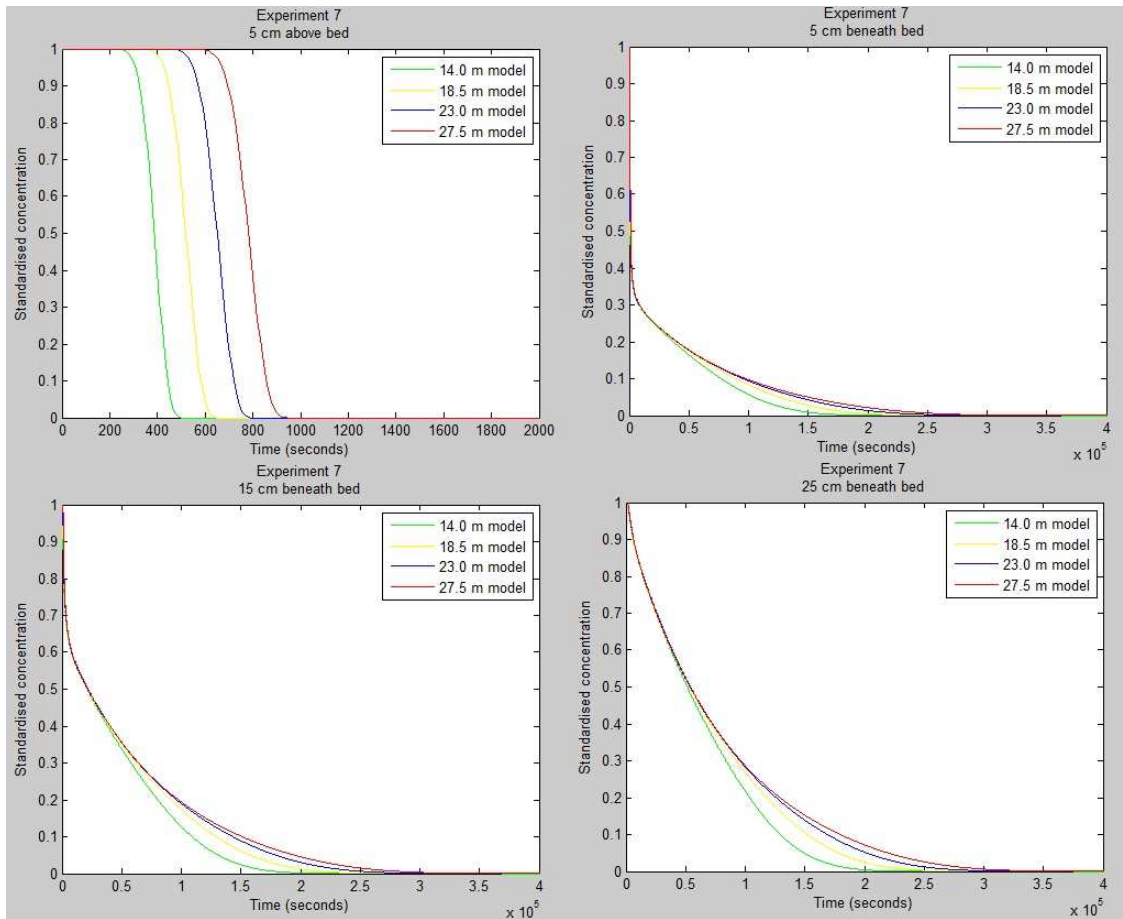 Experiment 7
5 cm above bed
1
0.9
0.8
0.7
0.6
0.5
0.4
0.3
0.2
0.1
0
Standardised concentration
14.0 m model
18.5 m model
23.0 m model
27.5 m model
0 200 400 600 800 1000 1200 1400 1600 1800 2000
Time (seconds)
Experiment 7
5 cm beneath bed
1
0.9
0.8
0.7
0.6
0.5
0.4
0.3
0.2
0.1
0
Standardised concentration
14.0 m model
18.5 m model
23.0 m model
27.5 m model
0 0.5 1 1.5 2 2.5 3 3.5 4
Time (seconds)
x 10^5
Experiment 7
15 cm beneath bed
1
0.9
0.8
0.7
0.6
0.5
0.4
0.3
0.2
0.1
0
Standardised concentration
14.0 m model
18.5 m model
23.0 m model
27.5 m model
0 0.5 1 1.5 2 2.5 3 3.5 4
Time (seconds)
x 10^5
Experiment 7
25 cm beneath bed
1
0.9
0.8
0.7
0.6
0.5
0.4
0.3
0.2
0.1
0
Standardised concentration
14.0 m model
18.5 m model
23.0 m model
27.5 m model
0 0.5 1 1.5 2 2.5 3 3.5 4
Time (seconds)
x 10^5